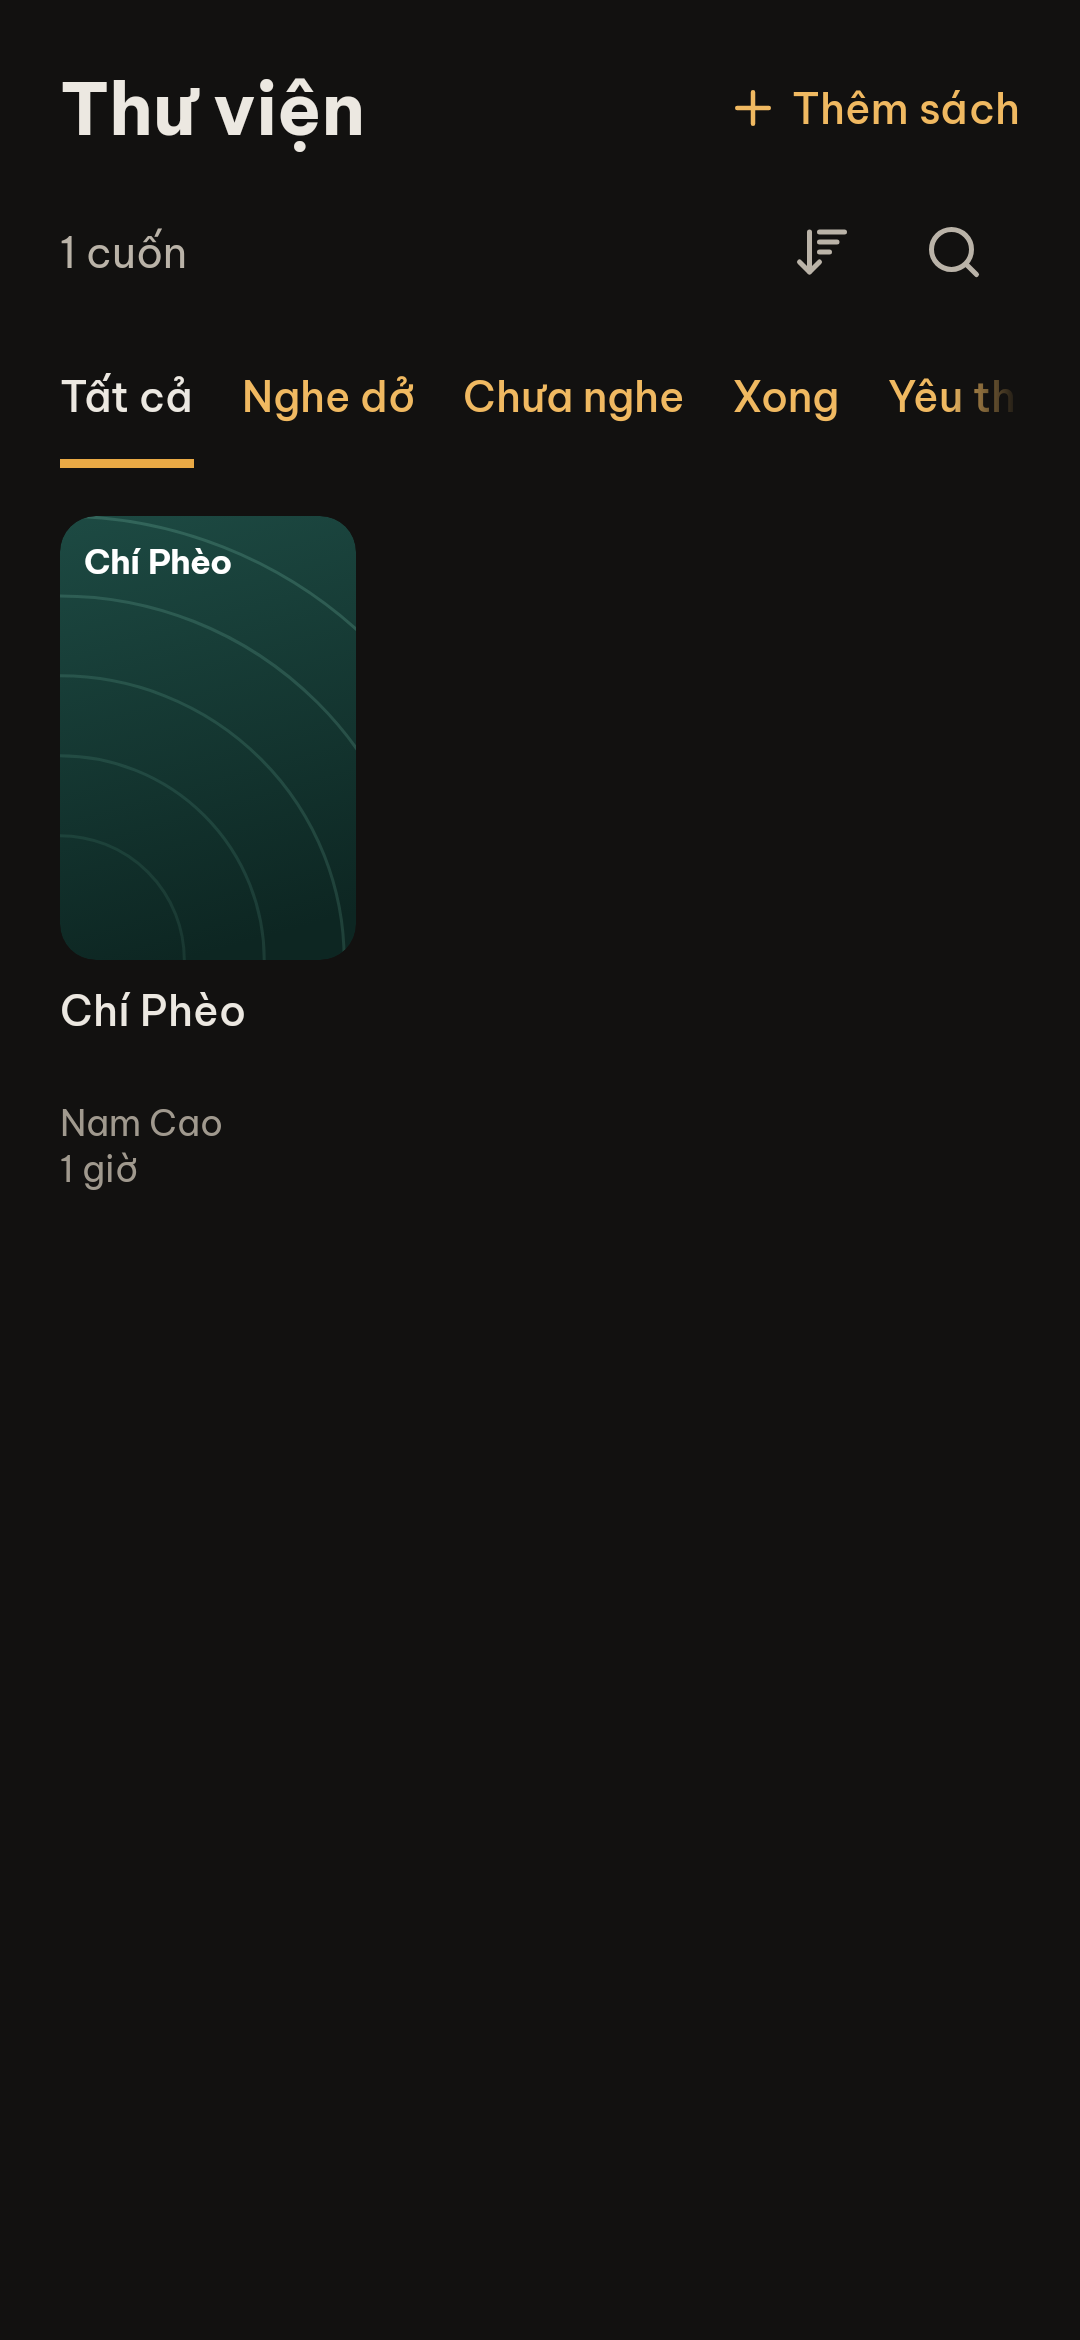 Thư viện
Thêm sách
1 cuốn
Tất cả Nghe dở Chưa nghe Xong Yêu th
Chí Phèo
Chí Phèo
Nam Cao
1 giờ